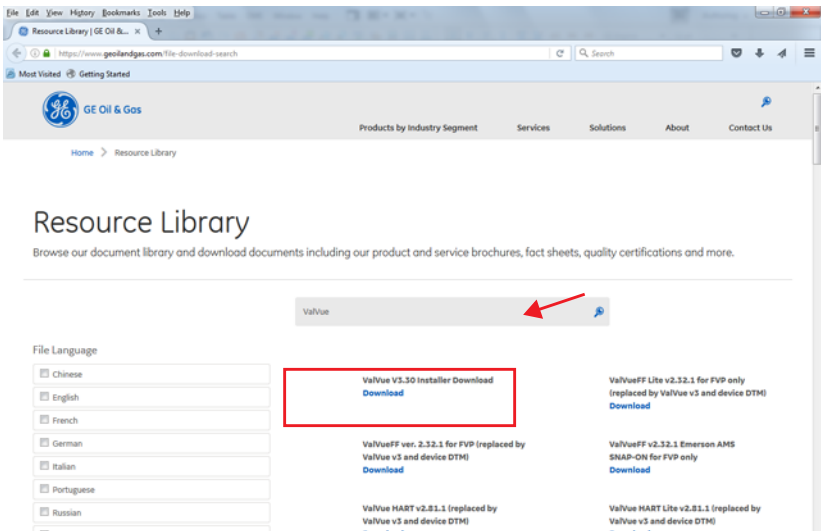 File Edit View History Bookmarks Tools Help
Resource Library | GE Oil &... × +
https://www.geoilandgas.com/file-download-search
Search
Most Visited Getting Started
GE Oil & Gas
Products by Industry Segment Services Solutions About Contact Us
Home > Resource Library
Resource Library
Browse our document library and download documents including our product and service brochures, fact sheets, quality certifications and more.
ValVue
File Language
Chinese
English
French
German
Italian
Portuguese
Russian
ValVue V3.30 Installer Download
Download
ValVueFF Lite v2.32.1 for FVP only
(replaced by ValVue v3 and device DTM)
Download
ValVueFF ver. 2.32.1 for FVP (replaced by
ValVue v3 and device DTM)
Download
ValVueFF v2.32.1 Emerson AMS
SNAP-ON for FVP only
Download
ValVue HART v2.81.1 (replaced by
ValVue v3 and device DTM)
ValVue HART Lite v2.81.1 (replaced by
ValVue v3 and device DTM)